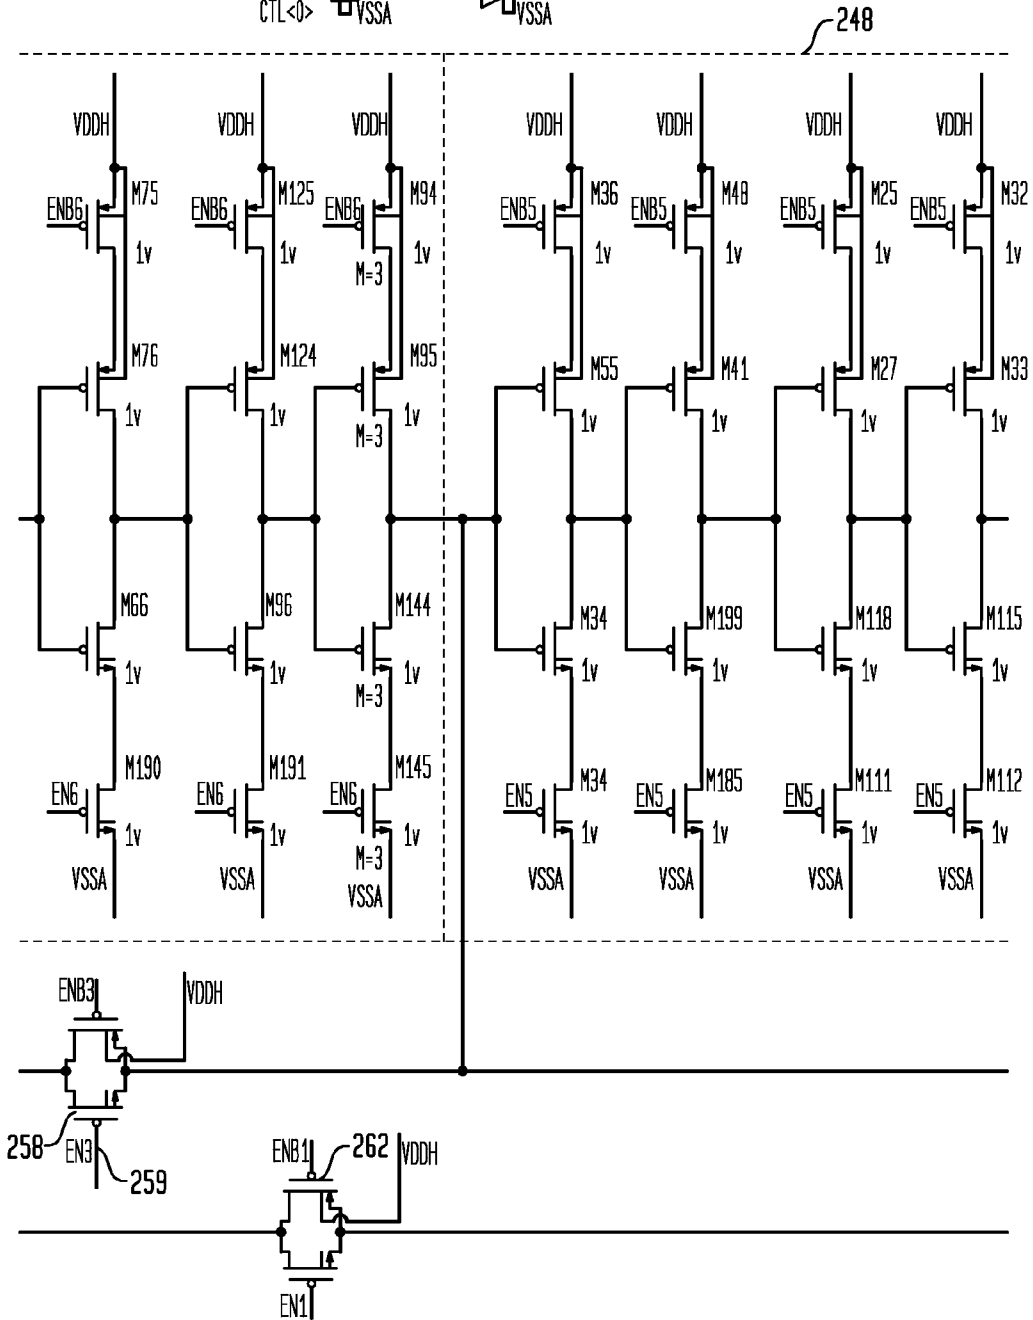 CTL<0> VSSA VSSA
248
VDDH VDDH VDDH VDDH VDDH VDDH VDDH
M75 M125 M94 M36 M48 M25 M32
ENB6 ENB6 ENB6 ENB5 ENB5 ENB5 ENB5
1v 1v 1v 1v 1v 1v 1v
M=3
M76 M124 M95 M55 M41 M27 M33
1v 1v 1v 1v 1v 1v 1v
M=3
M66 M96 M144 M34 M199 M118 M115
1v 1v 1v 1v 1v 1v 1v
M=3
M190 M191 M145 M34 M185 M111 M112
EN6 EN6 EN6 EN5 EN5 EN5 EN5
1v 1v 1v 1v 1v 1v 1v
M=3
VSSA VSSA VSSA VSSA VSSA VSSA VSSA
ENB3 VDDH
258 EN3 259
ENB1 262 VDDH
EN1